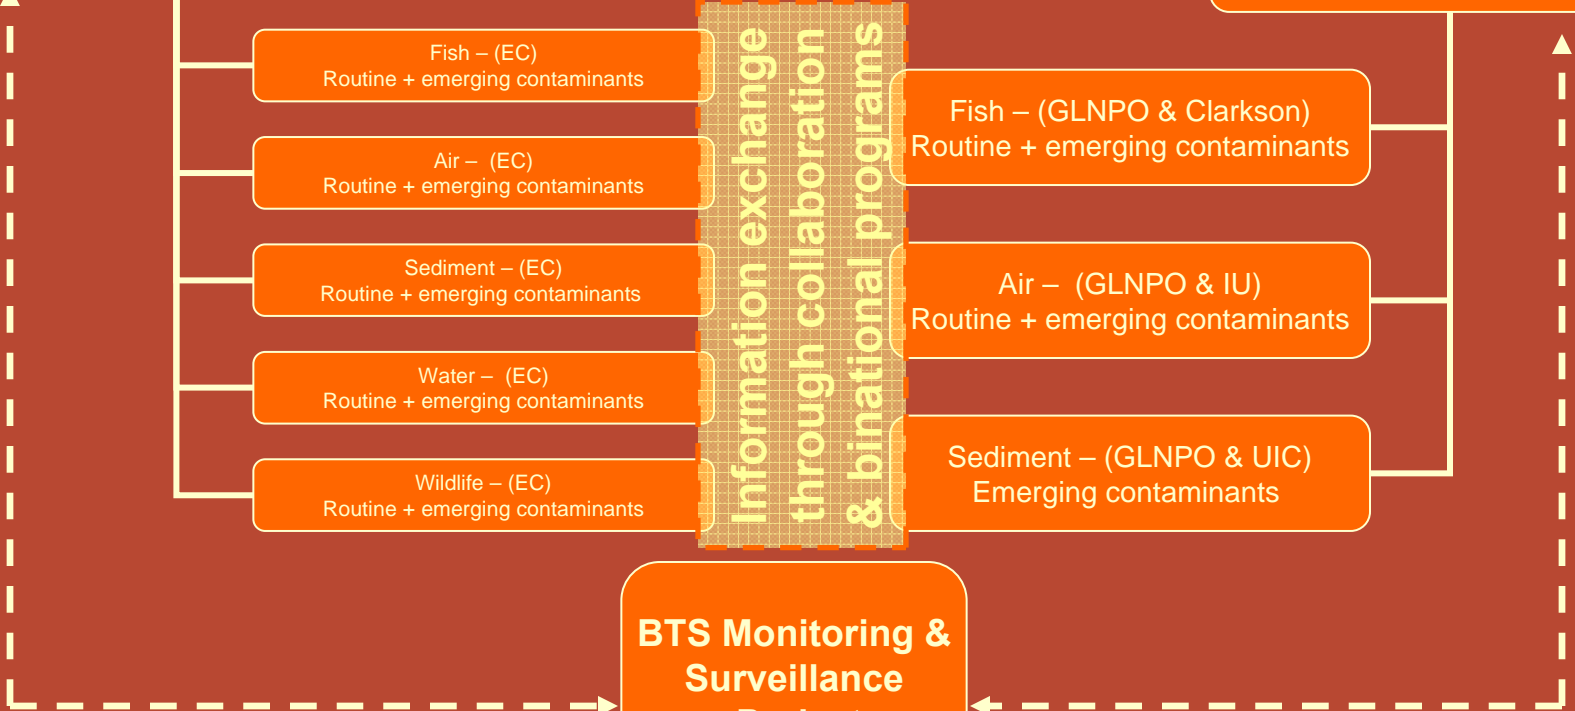 Fish – (EC)
Routine + emerging contaminants
Air –  (EC)
Routine + emerging contaminants
Sediment – (EC)
Routine + emerging contaminants
Water –  (EC)
Routine + emerging contaminants
Wildlife – (EC)
Routine + emerging contaminants
Information exchange
through collaboration
& binational programs
Fish – (GLNPO & Clarkson)
Routine + emerging contaminants
Air –  (GLNPO & IU)
Routine + emerging contaminants
Sediment – (GLNPO & UIC)
Emerging contaminants
BTS Monitoring &
Surveillance